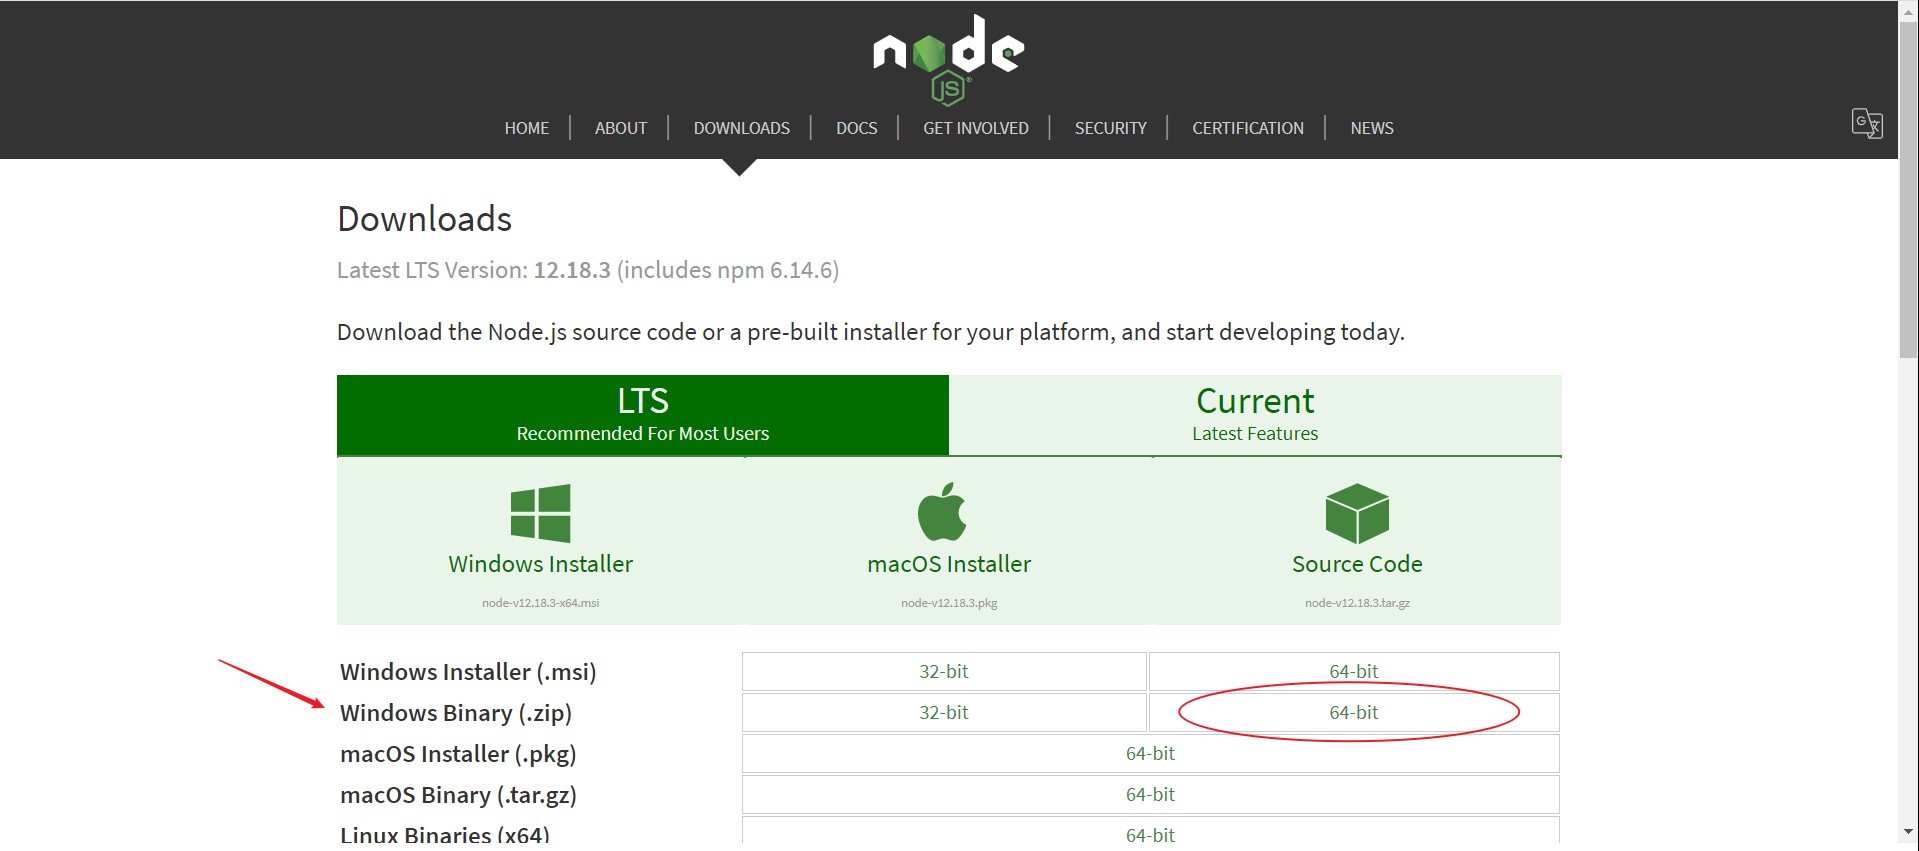 node
JS
HOME ABOUT DOWNLOADS DOCS GET INVOLVED SECURITY CERTIFICATION NEWS
Downloads
Latest LTS Version: 12.18.3 (includes npm 6.14.6)
Download the Node.js source code or a pre-built installer for your platform, and start developing today.
LTS
Recommended For Most Users
Current
Latest Features
Windows Installer
node-v12.18.3-x64.msi
macOS Installer
node-v12.18.3.pkg
Source Code
node-v12.18.3.tar.gz
Windows Installer (.msi) 32-bit 64-bit
Windows Binary (.zip) 32-bit 64-bit
macOS Installer (.pkg) 64-bit
macOS Binary (.tar.gz) 64-bit
Linux Binaries (x64) 64-bit